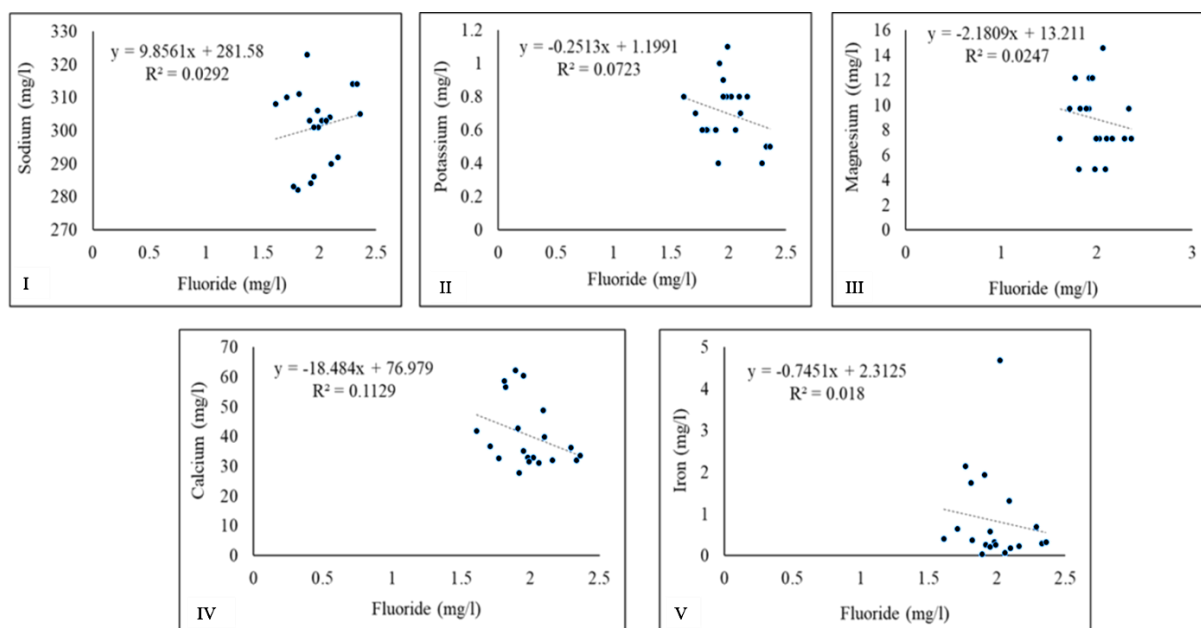 y = 9.8561x + 281.58
R² = 0.0292
Sodium (mg/l)
330
320
310
300
290
280
270
0
0.5
1
1.5
2
2.5
Fluoride (mg/l)
I
y = -0.2513x + 1.1991
R² = 0.0723
Potassium (mg/l)
1.2
1
0.8
0.6
0.4
0.2
0
0
0.5
1
1.5
2
2.5
Fluoride (mg/l)
II
y = -2.1809x + 13.211
R² = 0.0247
Magnesium ((mg/l)
16
14
12
10
8
6
4
2
0
0
1
2
3
Fluoride (mg/l)
III
y = -18.484x + 76.979
R² = 0.1129
Calcium (mg/l)
70
60
50
40
30
20
10
0
0
0.5
1
1.5
2
2.5
Fluoride (mg/l)
IV
y = -0.7451x + 2.3125
R² = 0.018
Iron (mg/l)
5
4
3
2
1
0
0
0.5
1
1.5
2
2.5
Fluoride (mg/l)
V